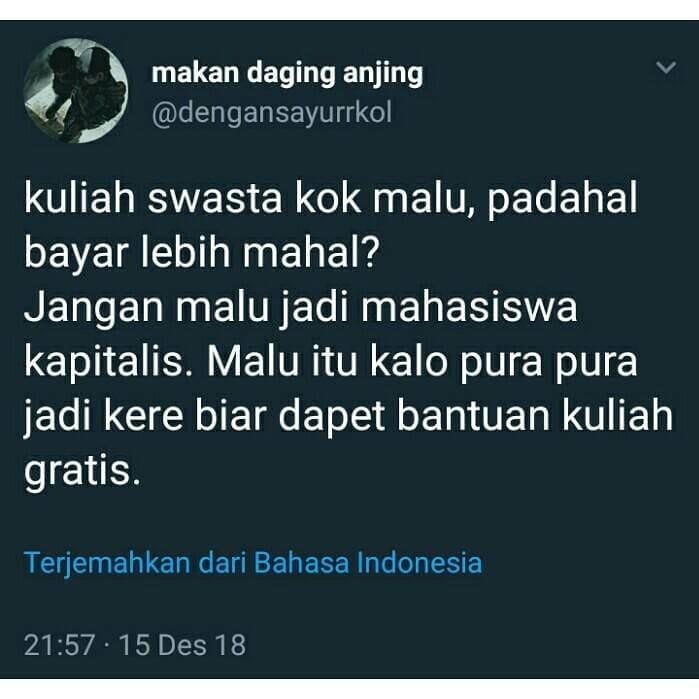 makan daging anjing
@dengansayurrkol
kuliah swasta kok malu, padahal
bayar lebih mahal?
Jangan malu jadi mahasiswa
kapitalis. Malu itu kalo pura pura
jadi kere biar dapet bantuan kuliah
gratis.
Terjemahkan dari Bahasa Indonesia
21:57 · 15 Des 18